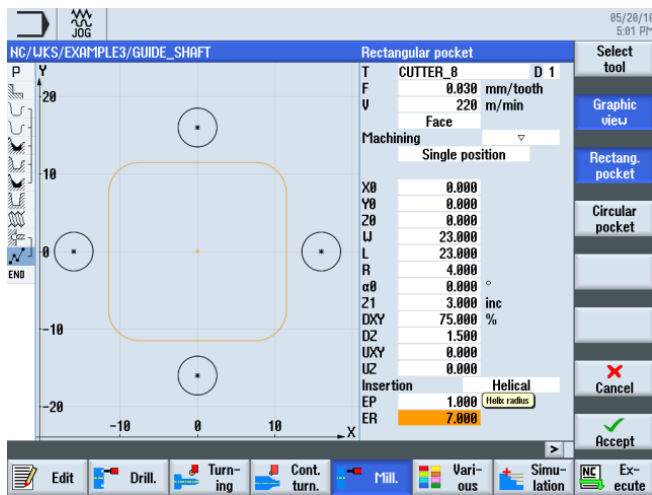 JOG
05/20/10
5:01 PM
NC/WKS/EXAMPLE3/GUIDE_SHAFT
Rectangular pocket
Select
tool
P
Y
T CUTTER_8 D 1
F 0.030 mm/tooth
V 220 m/min
Face
Machining ▽
Single position
X0 0.000
Y0 0.000
Z0 0.000
W 23.000
L 23.000
R 4.000
α0 0.000 °
Z1 3.000 inc
DXY 75.000 %
DZ 1.500
UXY 0.000
UZ 0.000
Insertion Helical
EP 1.000 Helix radius
ER 7.000
20
10
0
-10
-20
-10 0 10 X
END
Graphic
view
Rectang.
pocket
Circular
pocket
Cancel
Accept
>
Edit
Drill.
Turn-
ing
Cont.
turn.
Mill.
Vari-
ous
Simu-
lation
NC
Ex-
ecute